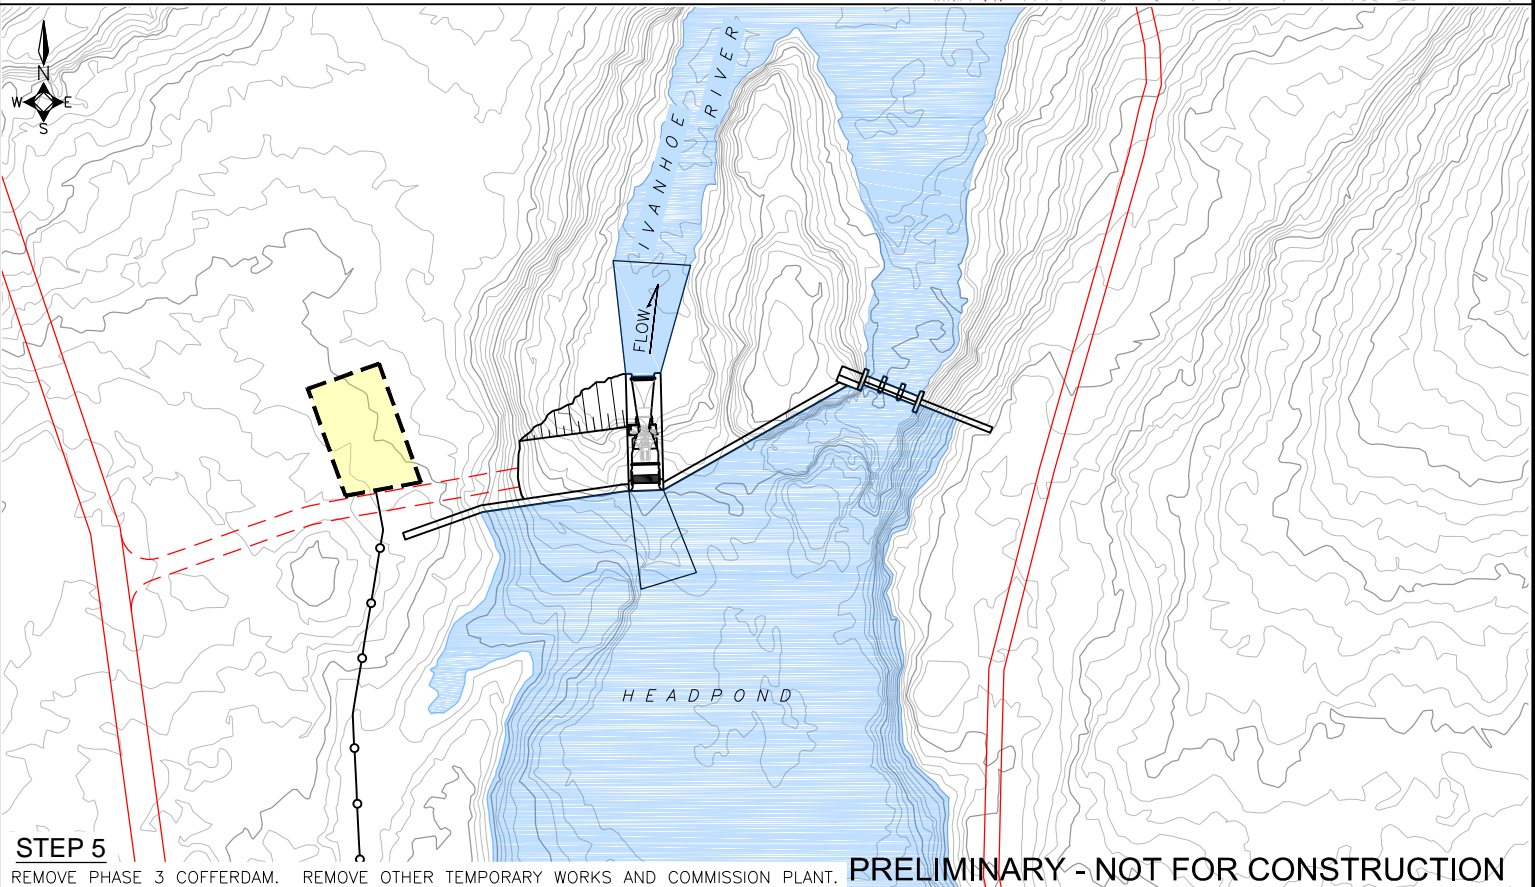 N
W E
S
IVANHOE RIVER
FLOW
HEADPOND
STEP 5
REMOVE PHASE 3 COFFERDAM. REMOVE OTHER TEMPORARY WORKS AND COMMISSION PLANT.
PRELIMINARY - NOT FOR CONSTRUCTION